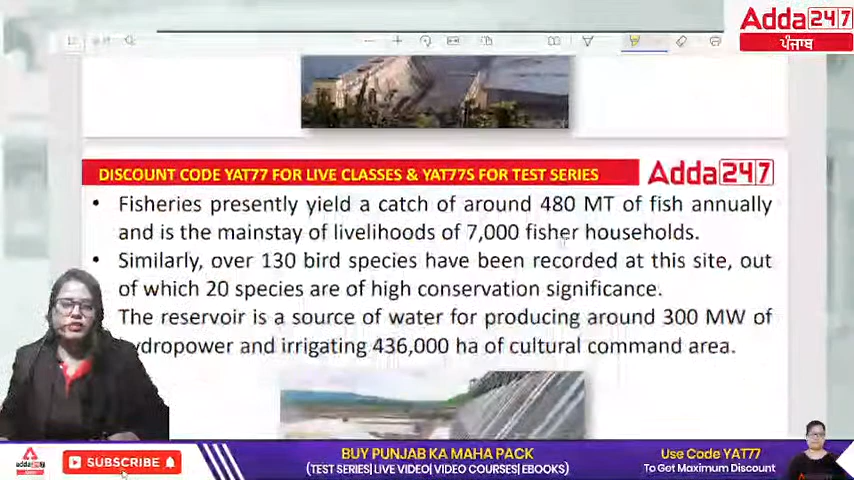 Adda247
ਪੰਜਾਬ
DISCOUNT CODE YAT77 FOR LIVE CLASSES & YAT77S FOR TEST SERIES
Adda247
• Fisheries presently yield a catch of around 480 MT of fish annually
and is the mainstay of livelihoods of 7,000 fisher households.
• Similarly, over 130 bird species have been recorded at this site, out
of which 20 species are of high conservation significance.
The reservoir is a source of water for producing around 300 MW of
ydropower and irrigating 436,000 ha of cultural command area.
Adda247
SUBSCRIBE
BUY PUNJAB KA MAHA PACK
(TEST SERIES| LIVE VIDEO| VIDEO COURSES| EBOOKS)
Use Code YAT77
To Get Maximum Discount